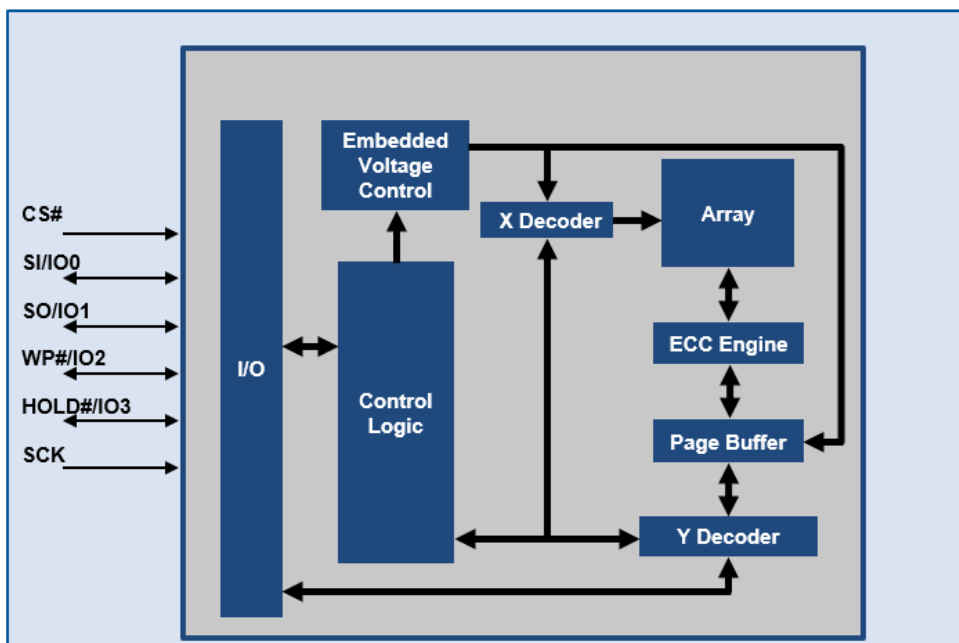 CS#
SI/IO0
SO/IO1
WP#/IO2
HOLD#/IO3
SCK
I/O
Embedded
Voltage
Control
Control
Logic
X Decoder
Array
ECC Engine
Page Buffer
Y Decoder